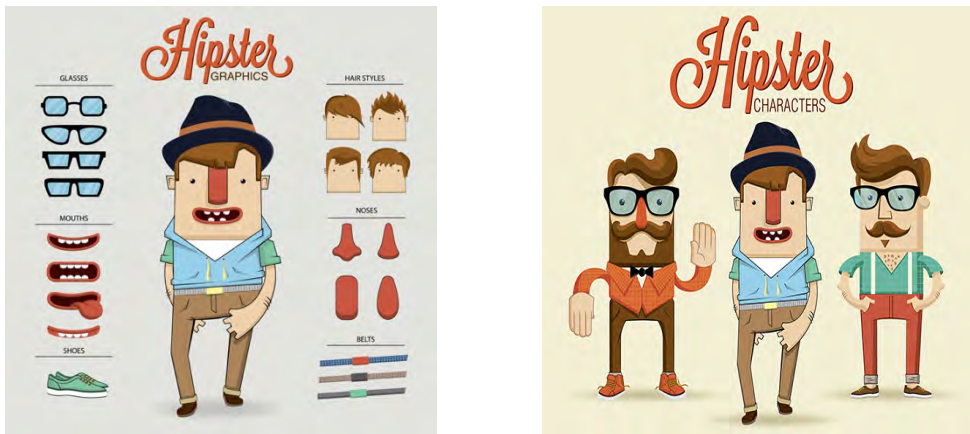 Hipster
GRAPHICS
GLASSES
MOUTHS
SHOES
HAIR STYLES
NOSES
BELTS
Hipster
CHARACTERS